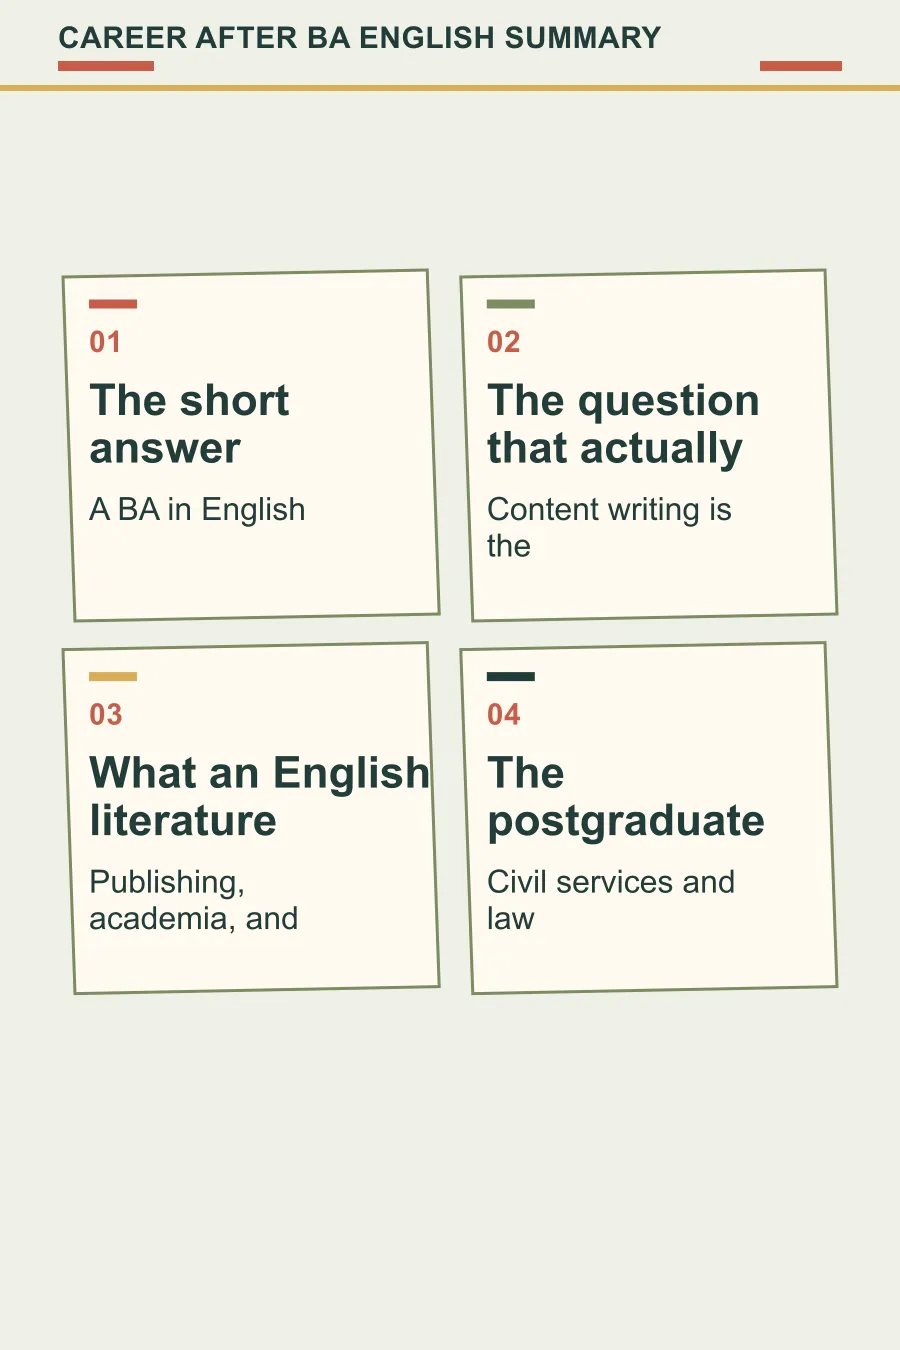 CAREER AFTER BA ENGLISH SUMMARY
01
The short
answer
A BA in English
02
The question
that actually
Content writing is
the
03
What an English
literature
Publishing,
academia, and
04
The
postgraduate
Civil services and
law